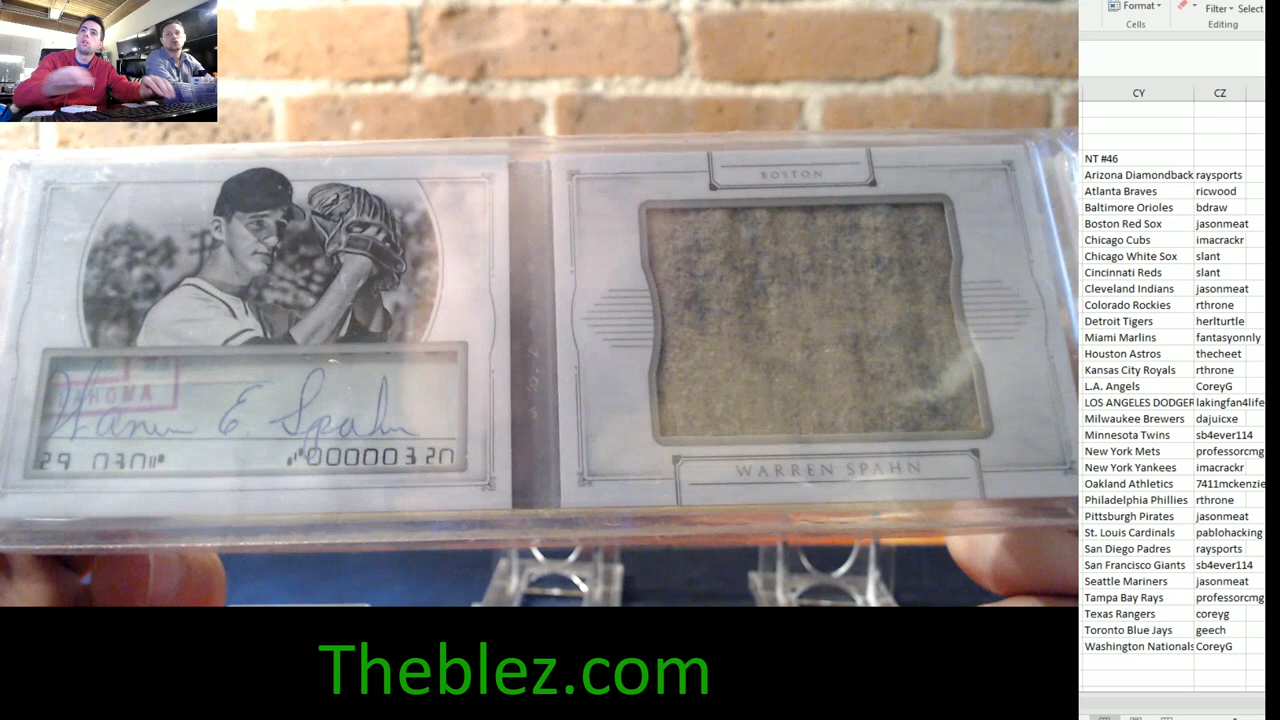 BOSTON
AHOMA
Warren E. Spahn
29 030⑈
⑈00000320
WARREN SPAHN
Theblez.com
Format
Filter
Select
Cells
Editing
CY CZ
NT #46
Arizona Diamondback raysports
Atlanta Braves ricwood
Baltimore Orioles bdraw
Boston Red Sox jasonmeat
Chicago Cubs imacrackr
Chicago White Sox slant
Cincinnati Reds slant
Cleveland Indians jasonmeat
Colorado Rockies rthrone
Detroit Tigers herlturtle
Miami Marlins fantasyonnly
Houston Astros thecheet
Kansas City Royals rthrone
L.A. Angels CoreyG
LOS ANGELES DODGER lakingfan4life
Milwaukee Brewers dajuicxe
Minnesota Twins sb4ever114
New York Mets professorcmg
New York Yankees imacrackr
Oakland Athletics 7411mckenzie
Philadelphia Phillies rthrone
Pittsburgh Pirates jasonmeat
St. Louis Cardinals pablohacking
San Diego Padres raysports
San Francisco Giants sb4ever114
Seattle Mariners jasonmeat
Tampa Bay Rays professorcmg
Texas Rangers coreyg
Toronto Blue Jays geech
Washington Nationals CoreyG